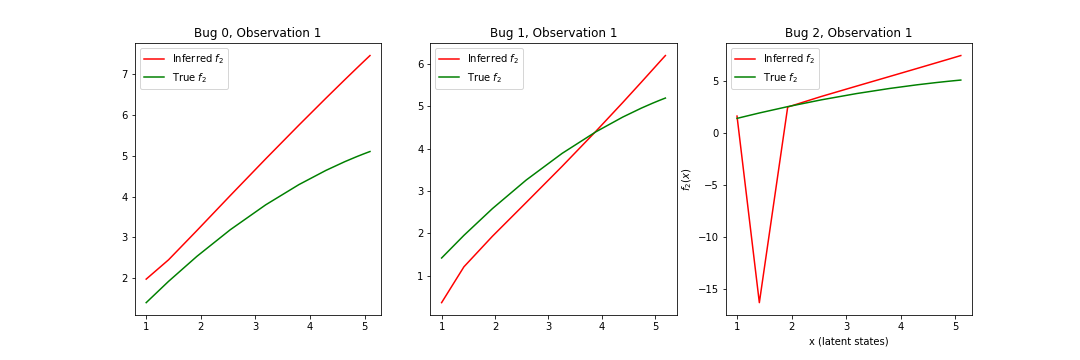 Bug 0, Observation 1
Inferred f₂
True f₂
7
6
5
4
3
2
1 2 3 4 5
Bug 1, Observation 1
Inferred f₂
True f₂
6
5
4
3
2
1
1 2 3 4 5
Bug 2, Observation 1
Inferred f₂
True f₂
f₂(x)
5
0
−5
−10
−15
1 2 3 4 5
x (latent states)